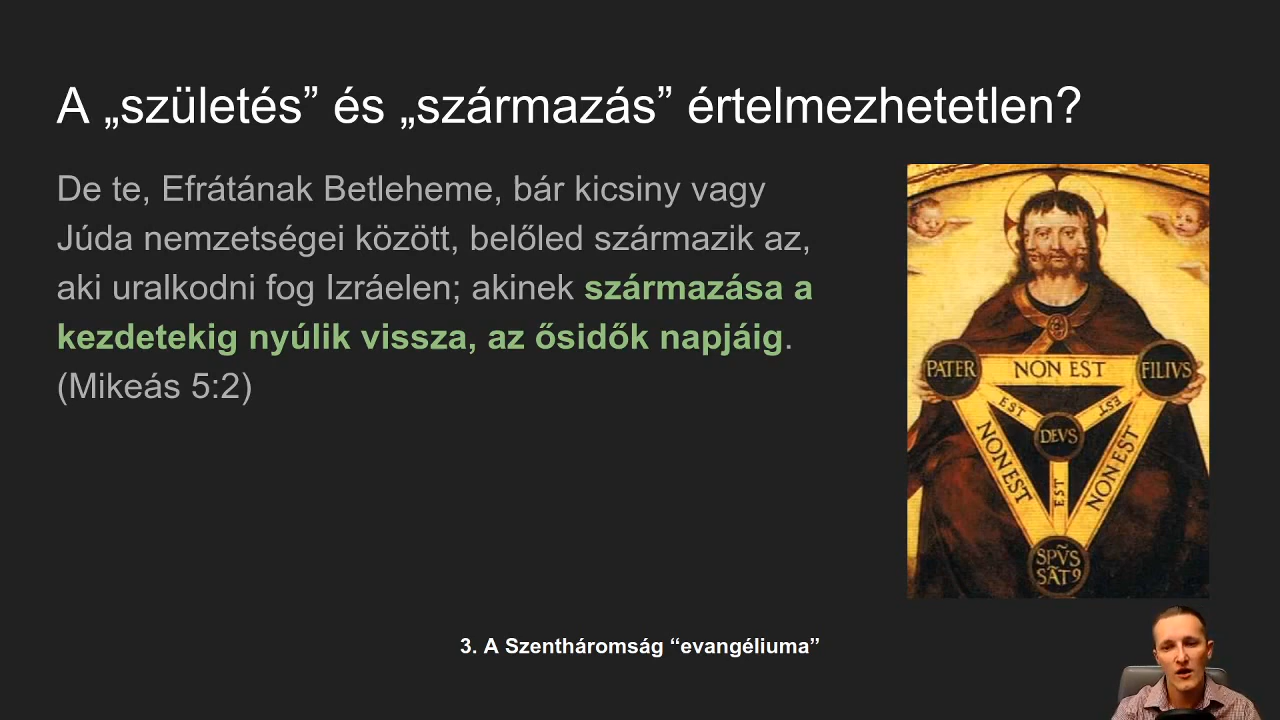 A „születés” és „származás” értelmezhetetlen?
De te, Efrátának Betleheme, bár kicsiny vagy
Júda nemzetségei között, belőled származik az,
aki uralkodni fog Izráelen; akinek származása a
kezdetekig nyúlik vissza, az ősidők napjáig.
(Mikeás 5:2)
PATER
NON EST
FILIVS
EST
EST
DEVS
NON EST
EST
NON EST
SPṼS
SÃT9
3. A Szentháromság “evangéliuma”